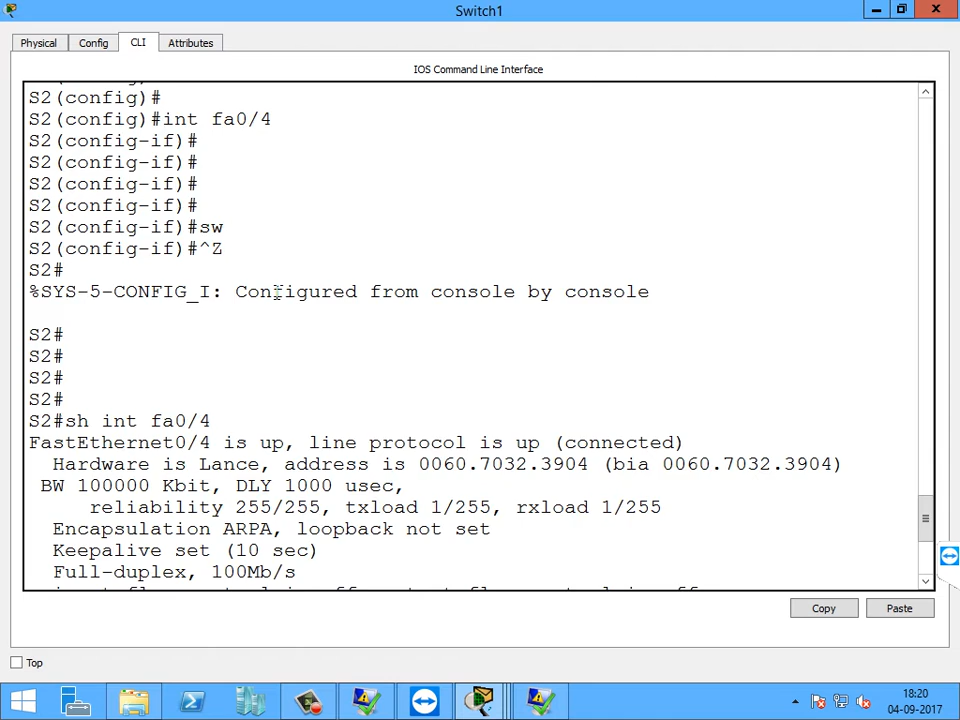 Switch1
Physical Config CLI Attributes
IOS Command Line Interface
S2(config)#
S2(config)#int fa0/4
S2(config-if)#
S2(config-if)#
S2(config-if)#
S2(config-if)#
S2(config-if)#sw
S2(config-if)#^Z
S2#
%SYS-5-CONFIG_I: Configured from console by console
S2#
S2#
S2#
S2#
S2#sh int fa0/4
FastEthernet0/4 is up, line protocol is up (connected)
Hardware is Lance, address is 0060.7032.3904 (bia 0060.7032.3904)
BW 100000 Kbit, DLY 1000 usec,
reliability 255/255, txload 1/255, rxload 1/255
Encapsulation ARPA, loopback not set
Keepalive set (10 sec)
Full-duplex, 100Mb/s
Copy Paste
Top
18:20
04-09-2017